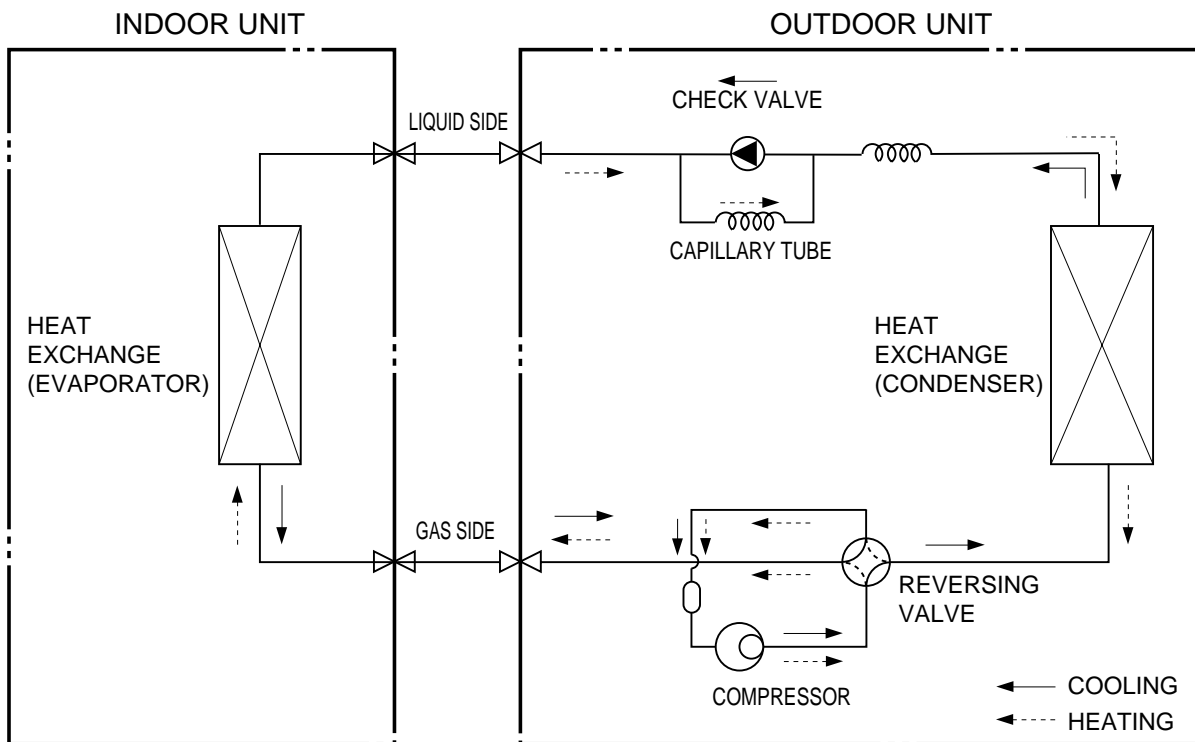 INDOOR UNIT
OUTDOOR UNIT
CHECK VALVE
LIQUID SIDE
CAPILLARY TUBE
HEAT
EXCHANGE
(EVAPORATOR)
HEAT
EXCHANGE
(CONDENSER)
GAS SIDE
REVERSING
VALVE
COMPRESSOR
COOLING
HEATING